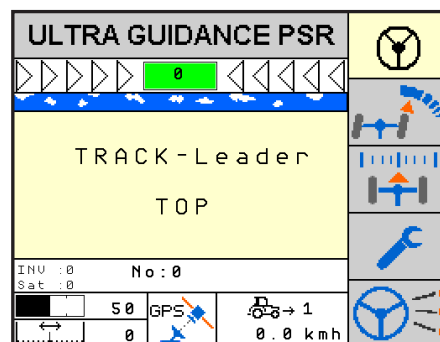 ULTRA GUIDANCE PSR
0
TRACK-Leader
TOP
INV :0
Sat :0
No:0
50
GPS
→ 1
0
0.0 kmh